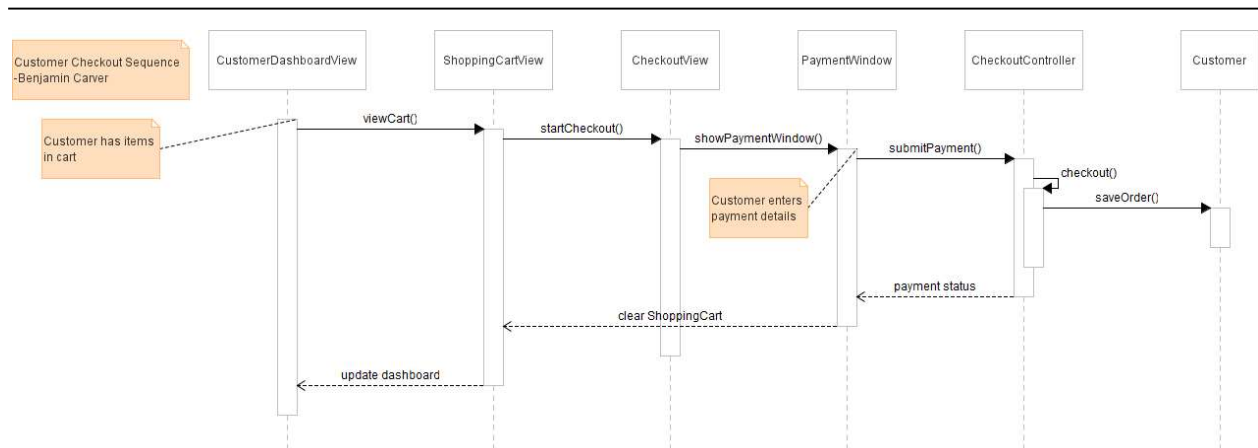 Customer Checkout Sequence
-Benjamin Carver
CustomerDashboardView
ShoppingCartView
CheckoutView
PaymentWindow
CheckoutController
Customer
Customer has items
in cart
viewCart()
startCheckout()
showPaymentWindow()
submitPayment()
checkout()
Customer enters
payment details
saveOrder()
payment status
clear ShoppingCart
update dashboard